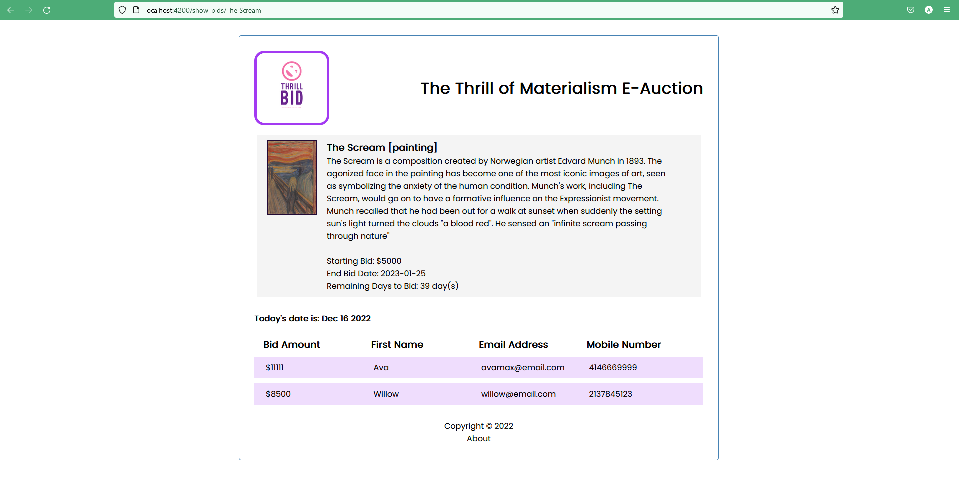 localhost:4200/show-bids/The Scream
THRILL
BID
The Thrill of Materialism E-Auction
The Scream [painting]
The Scream is a composition created by Norwegian artist Edvard Munch in 1893. The
agonized face in the painting has become one of the most iconic images of art, seen
as symbolizing the anxiety of the human condition. Munch's work, including The
Scream, would go on to have a formative influence on the Expressionist movement.
Munch recalled that he had been out for a walk at sunset when suddenly the setting
sun's light turned the clouds "a blood red". He sensed an "infinite scream passing
through nature"
Starting Bid: $5000
End Bid Date: 2023-01-25
Remaining Days to Bid: 39 day(s)
Today's date is: Dec 16 2022
Bid Amount First Name Email Address Mobile Number
$11111 Ava avamax@email.com 4146669999
$8500 Willow willow@email.com 2137845123
Copyright © 2022
About